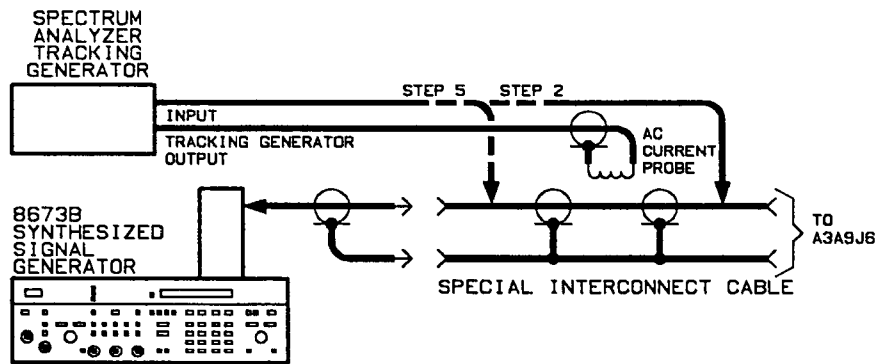 SPECTRUM
ANALYZER
TRACKING
GENERATOR
STEP 5
STEP 2
INPUT
TRACKING GENERATOR
OUTPUT
AC
CURRENT
PROBE
8673B
SYNTHESIZED
SIGNAL
GENERATOR
TO
A3A9J6
SPECIAL INTERCONNECT CABLE